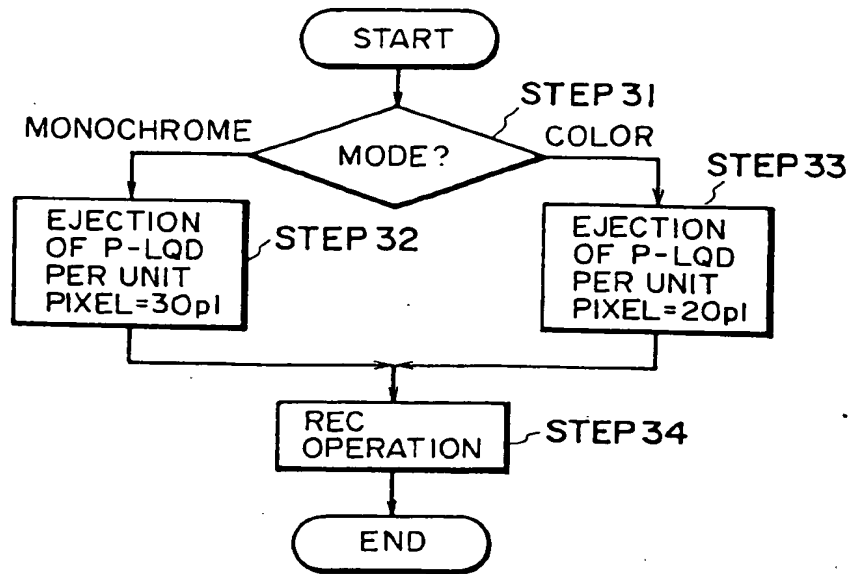 START
STEP 31
MONOCHROME
MODE?
COLOR
STEP 33
EJECTION
OF P-LQD
PER UNIT
PIXEL=30pl
STEP 32
EJECTION
OF P-LQD
PER UNIT
PIXEL=20pl
REC
OPERATION
STEP 34
END